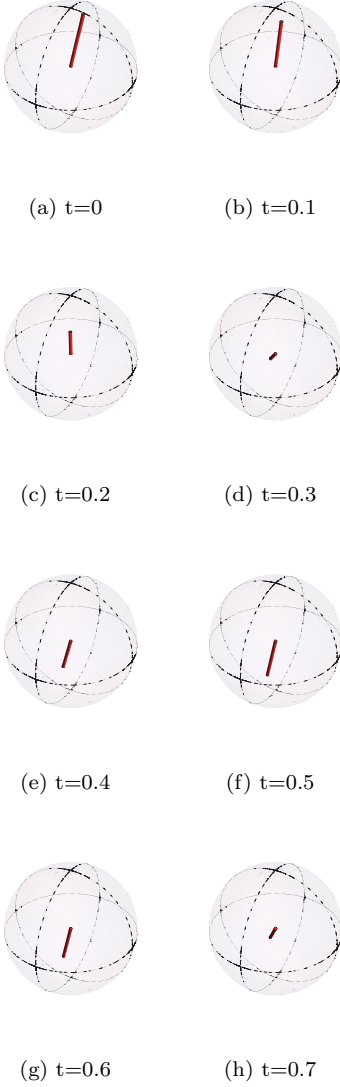 (a) t=0 (b) t=0.1
(c) t=0.2 (d) t=0.3
(e) t=0.4 (f) t=0.5
(g) t=0.6 (h) t=0.7